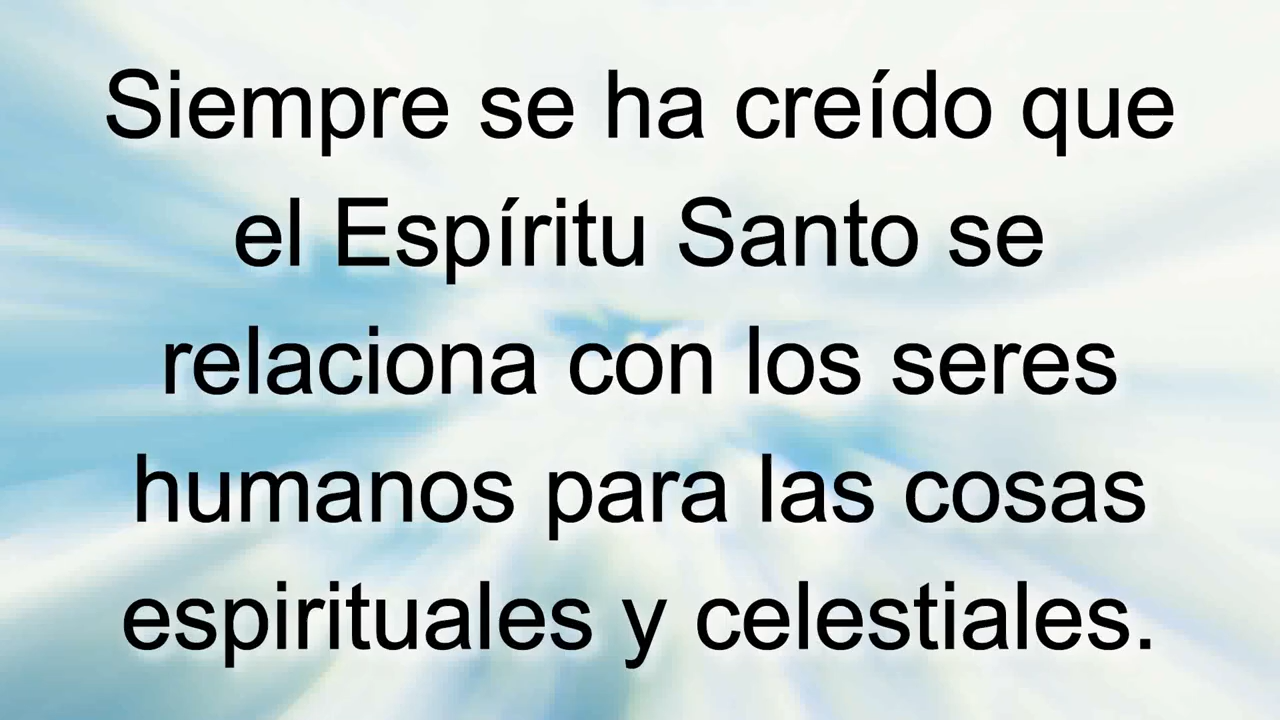 Siempre se ha creído que
el Espíritu Santo se
relaciona con los seres
humanos para las cosas
espirituales y celestiales.